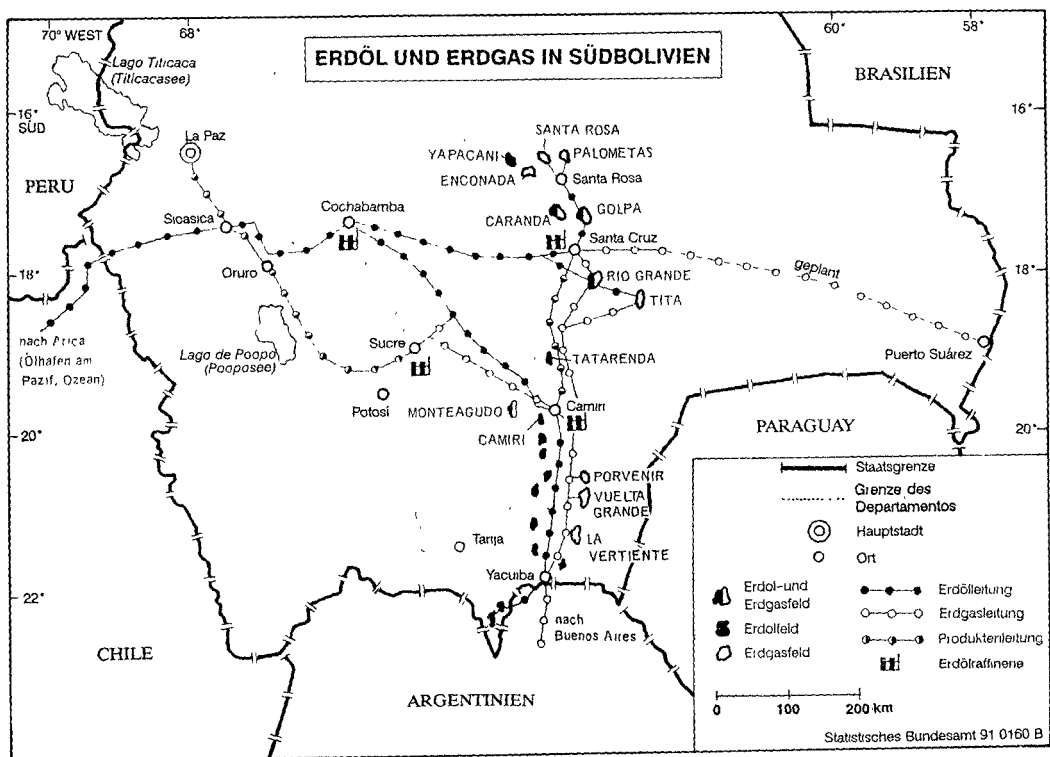 70° WEST
68°
60°
58°
ERDÖL UND ERDGAS IN SÜDBOLIVIEN
Lago Titicaca
(Titicacasee)
BRASILIEN
16°
SÜD
16°
La Paz
PERU
SANTA ROSA
YAPACANI
PALOMETAS
ENCONADA
Santa Rosa
Cochabamba
CARANDA
GOLPA
Sicasica
Santa Cruz
18°
18°
Oruro
RIO GRANDE
geplant
TITA
nach Arica
(Ölhafen am
Pazif. Ozean)
Lago de Poopo
(Pooposee)
Sucre
TATARENDA
Puerto Suárez
Potosí
MONTEAGUDO
Camiri
20°
CAMIRI
PARAGUAY
20°
PORVENIR
VUELTA
GRANDE
Tarija
LA
VERTIENTE
Yacuiba
22°
nach
Buenos Aires
CHILE
ARGENTINIEN
Staatsgrenze
Grenze des
Departamentos
Hauptstadt
Ort
Erdöl-und
Erdgasfeld
Erdölfeld
Erdgasfeld
Erdölleitung
Erdgasleitung
Produktenleitung
Erdölraffinerie
0 100 200 km
Statistisches Bundesamt 91 0160 B